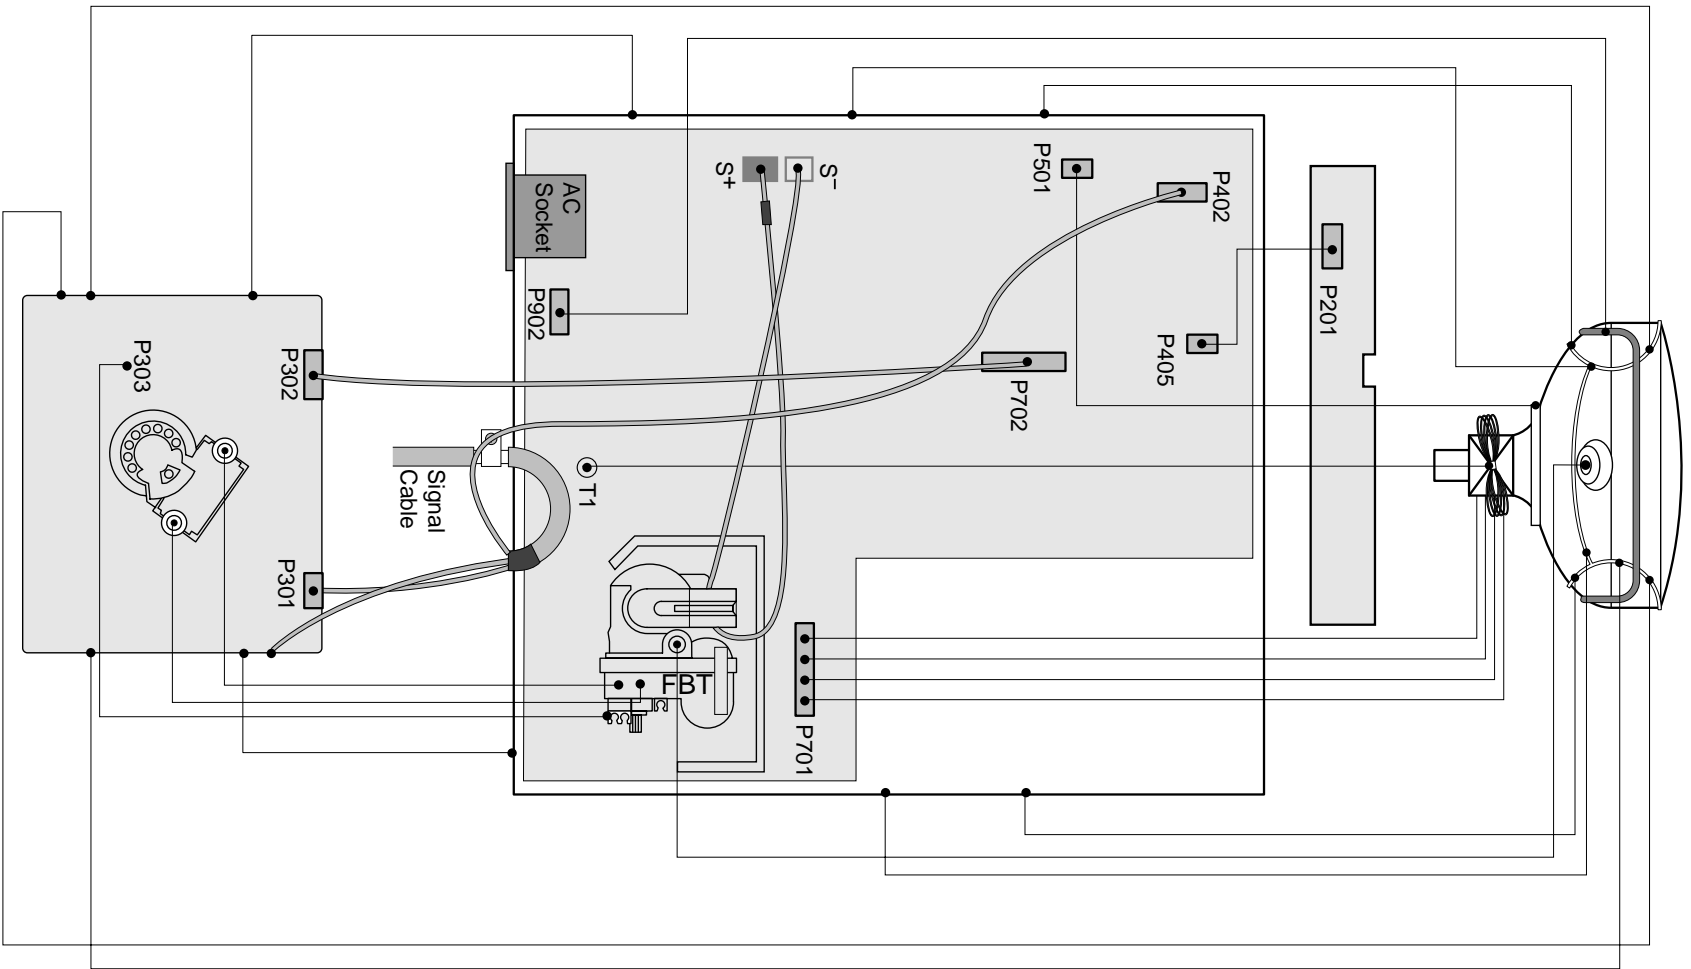 S+
S-
P501
P402
AC
Socket
P902
P201
P303
P302
P405
P702
Signal
Cable
T1
P301
FBT
P701